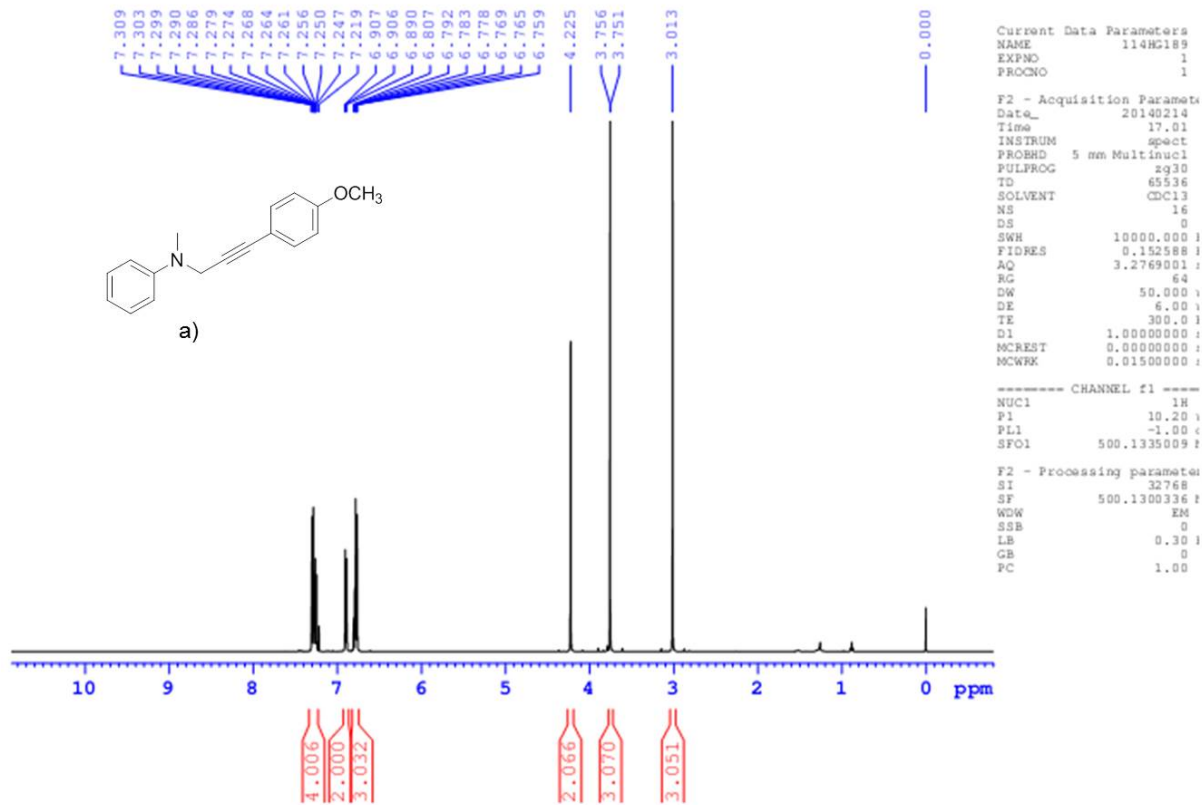 7.309
7.303
7.299
7.290
7.286
7.279
7.274
7.268
7.264
7.261
7.256
7.250
7.247
7.219
6.907
6.906
6.890
6.807
6.792
6.783
6.778
6.769
6.765
6.759
4.225
3.756
3.751
3.013
0.000
OCH3
N
a)
10 9 8 7 6 5 4 3 2 1 0 ppm
4.006
2.000
3.032
2.066
3.070
3.051
Current Data Parameters
NAME 114HG189
EXPNO 1
PROCNO 1
F2 - Acquisition Paramete
Date_ 20140214
Time 17.01
INSTRUM spect
PROBHD 5 mm Multinucl
PULPROG zg30
TD 65536
SOLVENT CDCl3
NS 16
DS 0
SWH 10000.000
FIDRES 0.152588
AQ 3.2769001
RG 64
DW 50.000
DE 6.00
TE 300.0
D1 1.00000000
MCREST 0.00000000
MCWRK 0.01500000
======== CHANNEL f1 =====
NUC1 1H
P1 10.20
PL1 -1.00
SFO1 500.1335009
F2 - Processing parameter
SI 32768
SF 500.1300336
WDW EM
SSB 0
LB 0.30
GB 0
PC 1.00